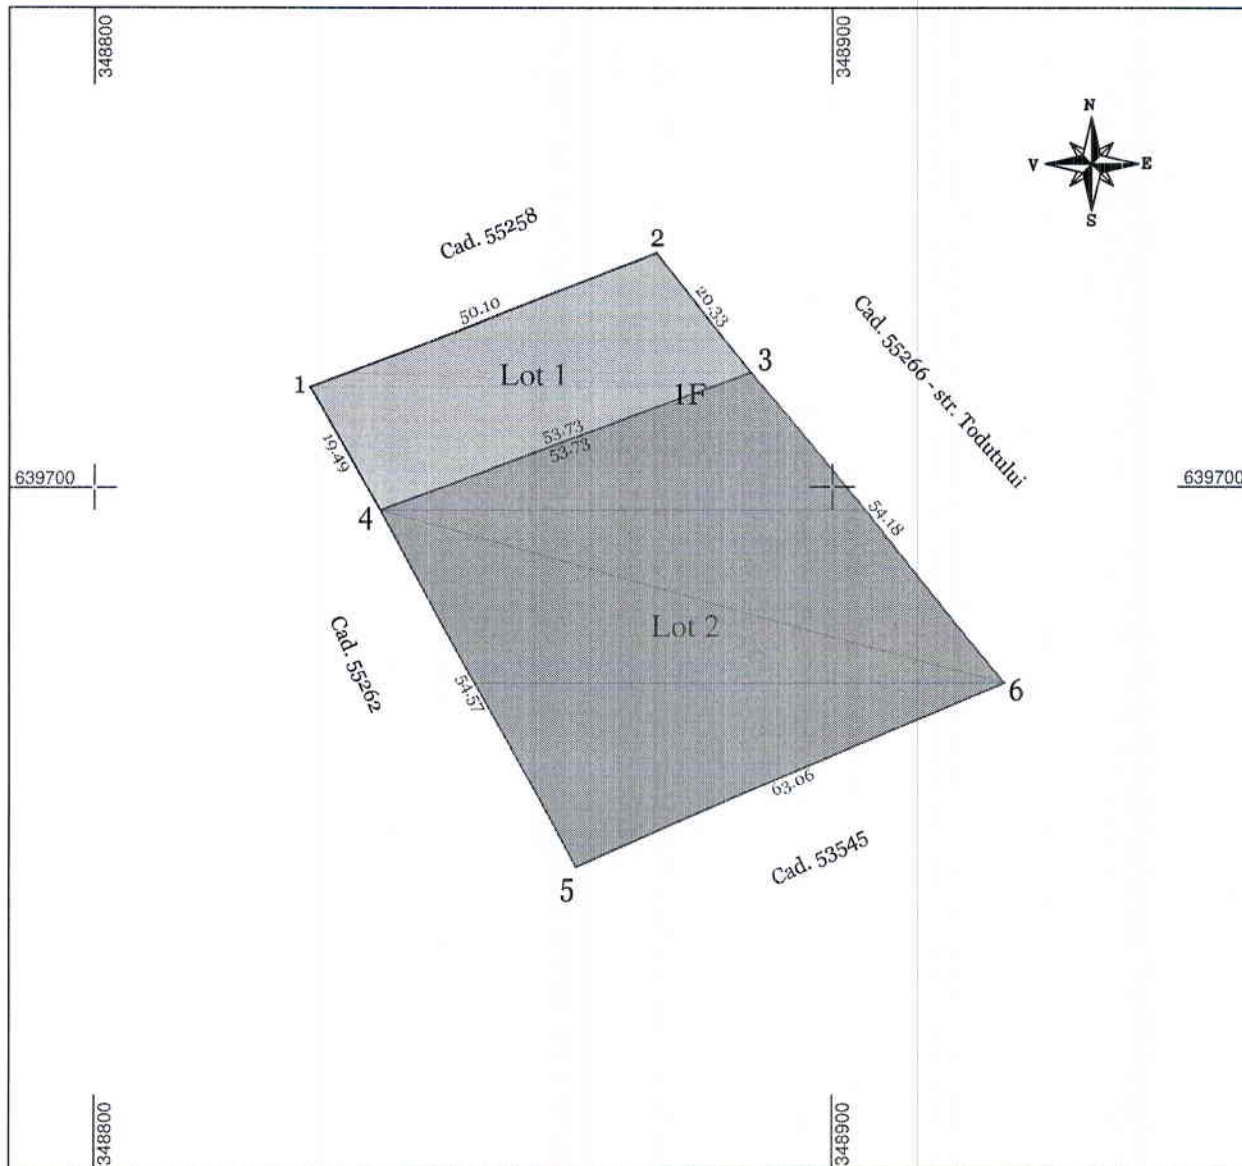 348800
348900
N
V
E
S
Cad. 55258
2
50.10
20.33
Cad. 55266 - str. Todutului
1
Lot 1
3
1F
19.49
53.73
53.73
639700
639700
4
54.18
Cad. 55262
Lot 2
54.57
6
63.06
Cad. 53545
5
348800
348900